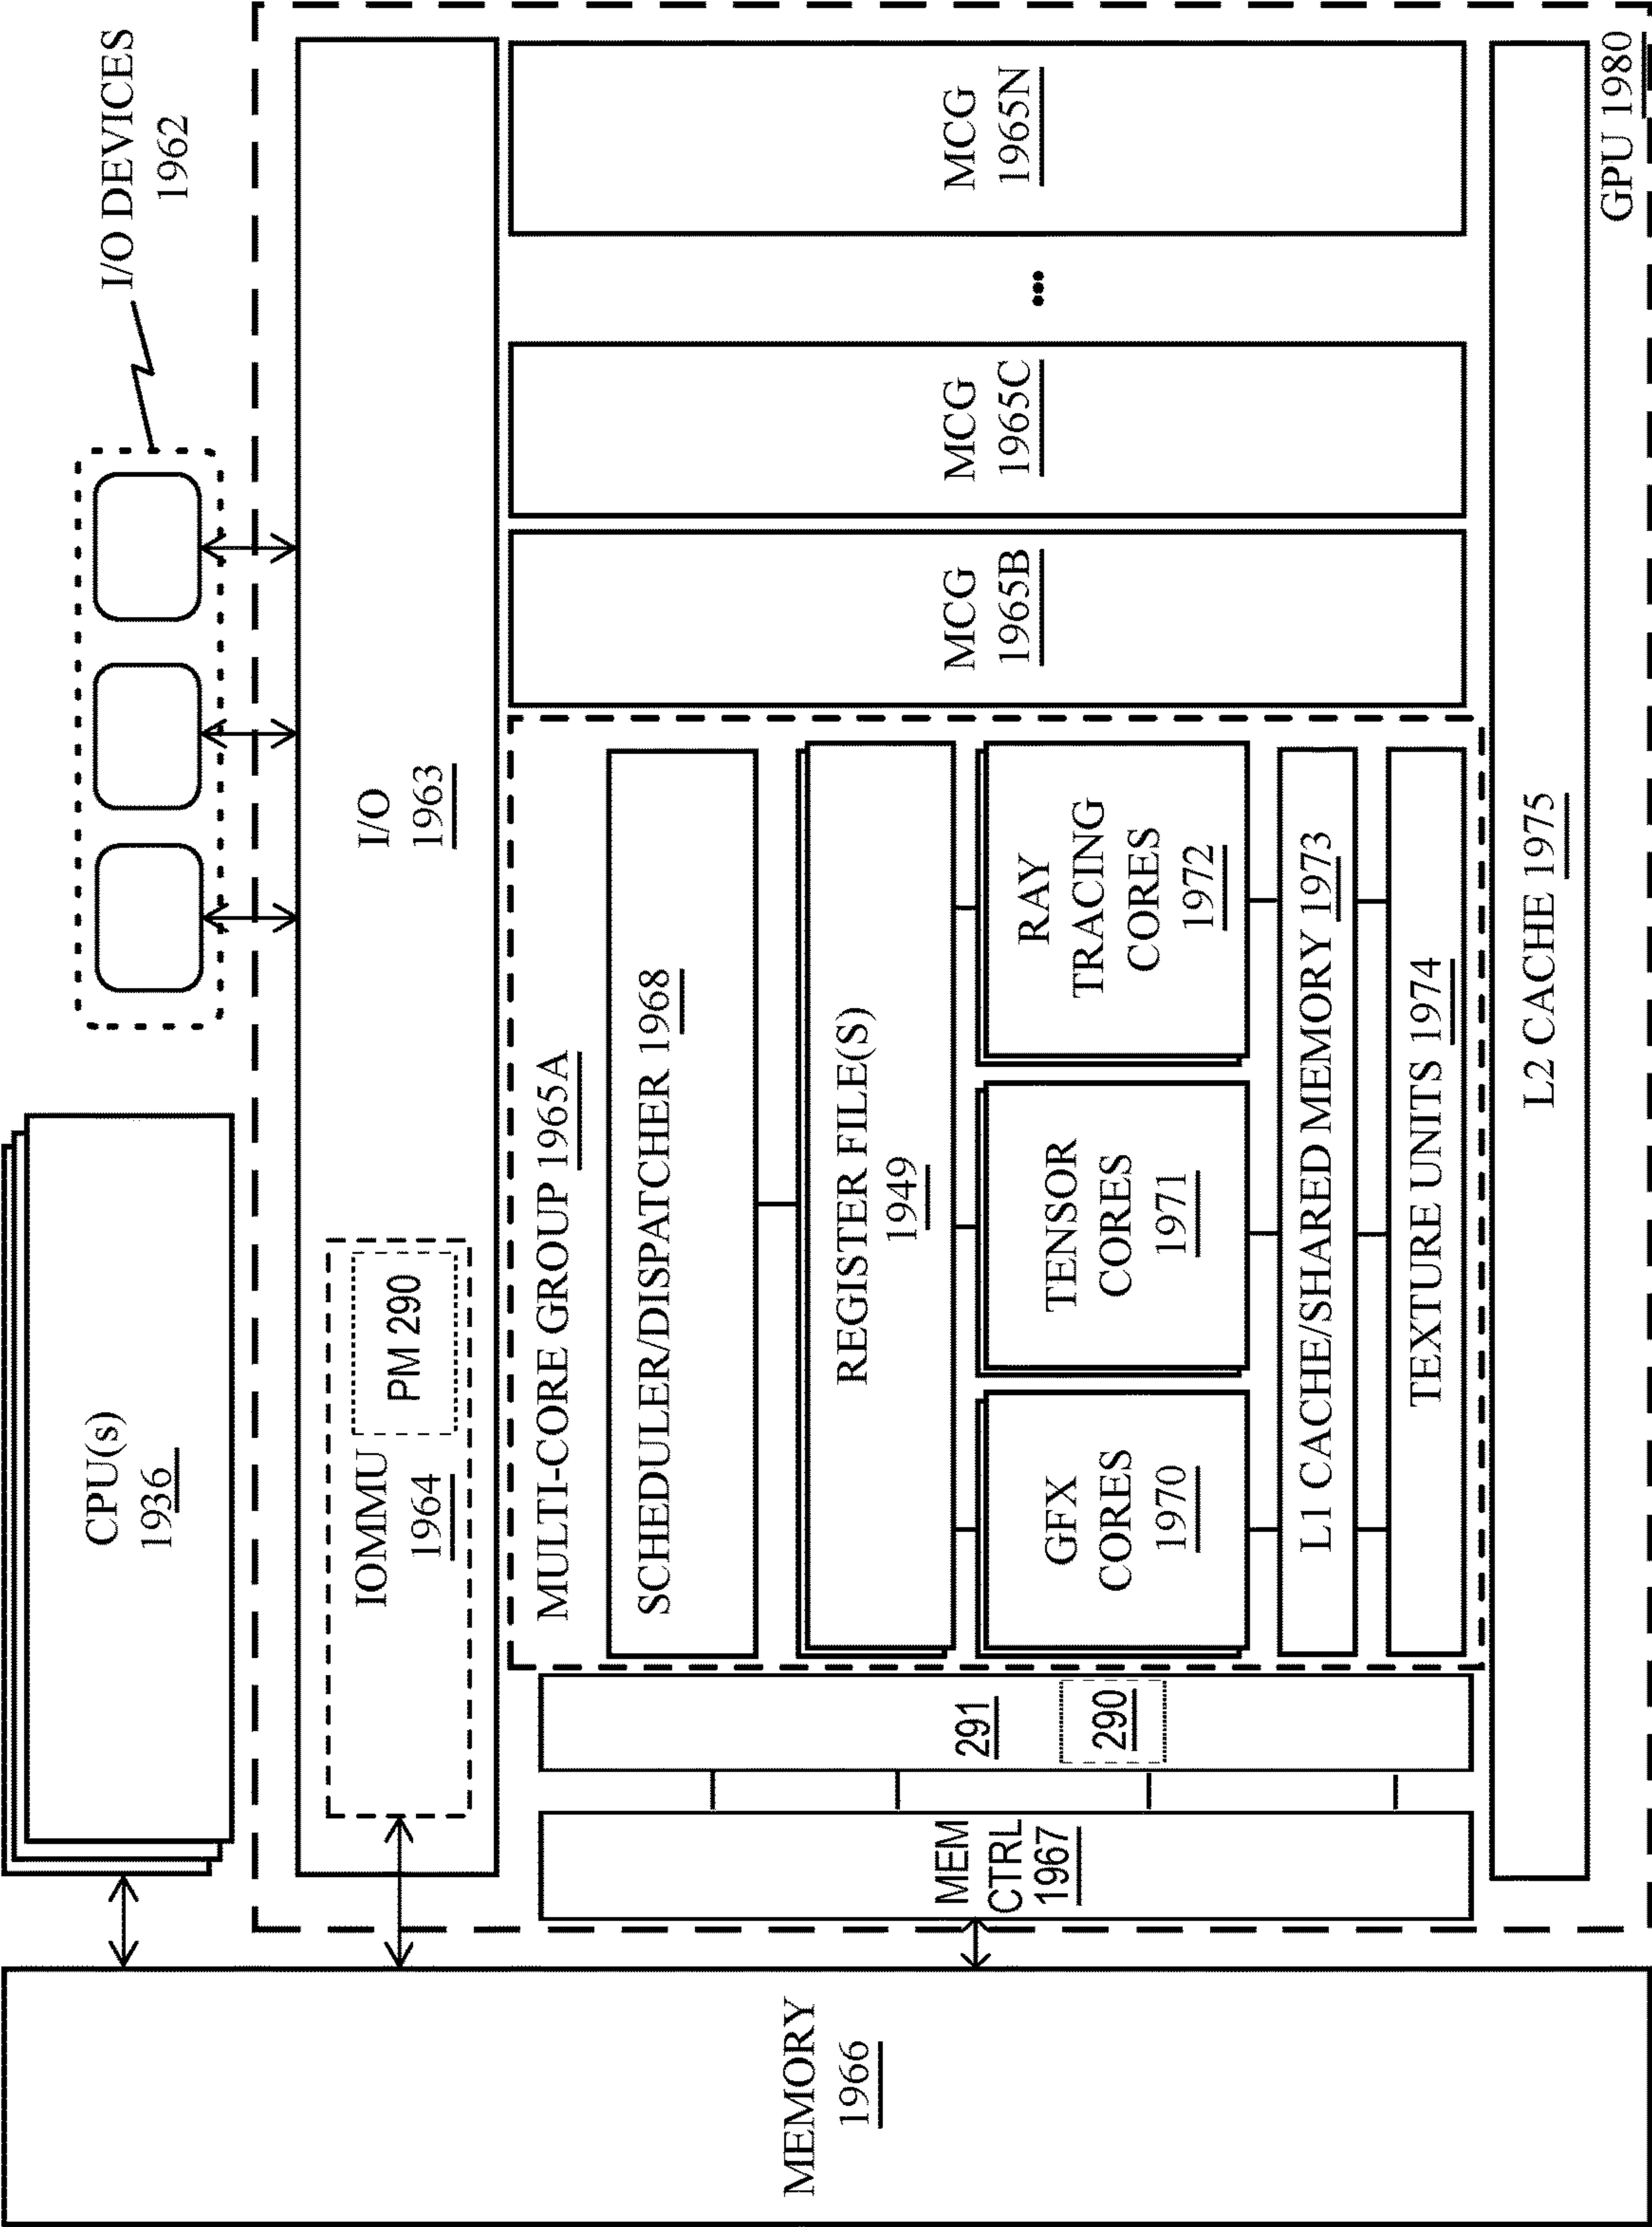 MEMORY
1966
CPU(s)
1936
I/O DEVICES
1962
IOMMU
1964
PM 290
I/O
1963
MEM
CTRL
1967
291
290
MULTI-CORE GROUP 1965A
SCHEDULER/DISPATCHER 1968
REGISTER FILE(S)
1949
GFX
CORES
1970
TENSOR
CORES
1971
RAY
TRACING
CORES
1972
L1 CACHE/SHARED MEMORY 1973
TEXTURE UNITS 1974
MCG
1965B
MCG
1965C
•••
MCG
1965N
L2 CACHE 1975
GPU 1980